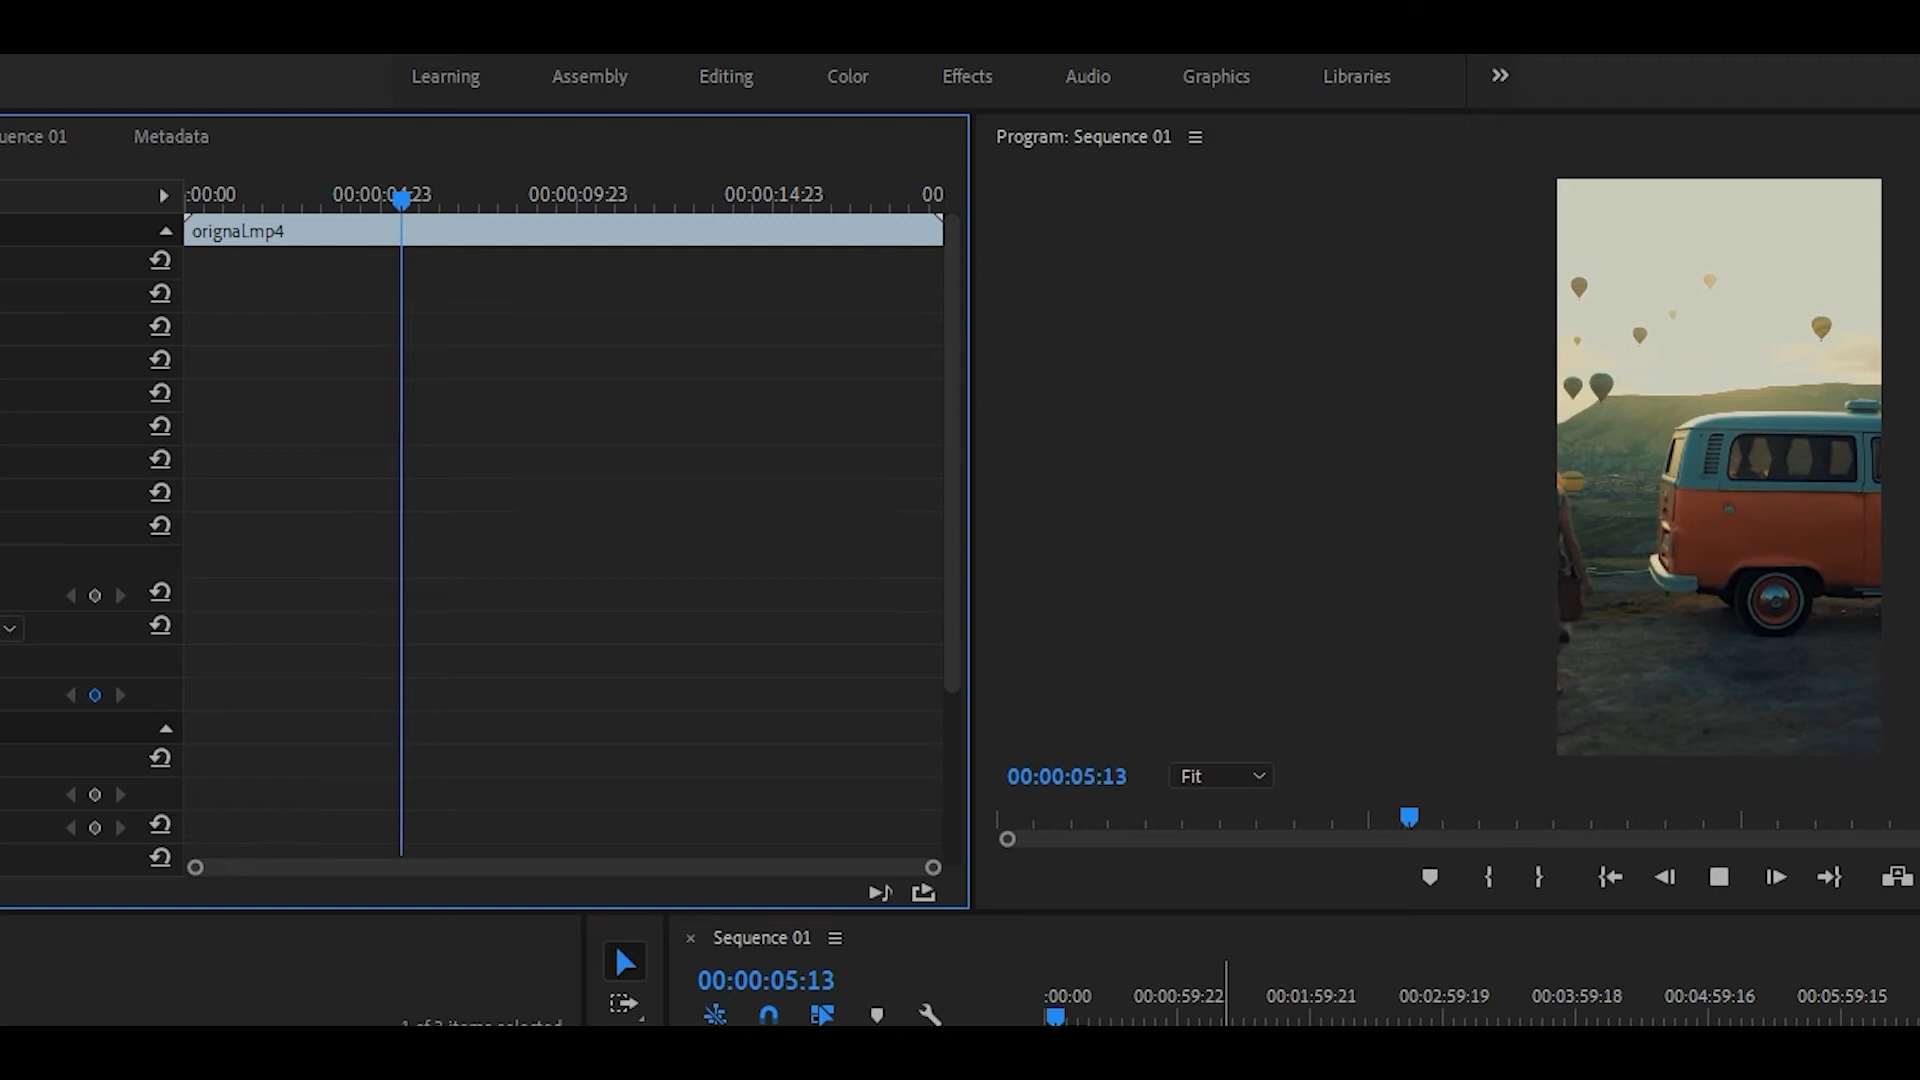 Learning Assembly Editing Color Effects Audio Graphics Libraries
uence 01 Metadata
Program: Sequence 01
:00:00 00:00:04:23 00:00:09:23 00:00:14:23 00
orignal.mp4
00:00:05:13 Fit
Sequence 01
00:00:05:13
:00:00 00:00:59:22 00:01:59:21 00:02:59:19 00:03:59:18 00:04:59:16 00:05:59:15
1 of 3 items selected